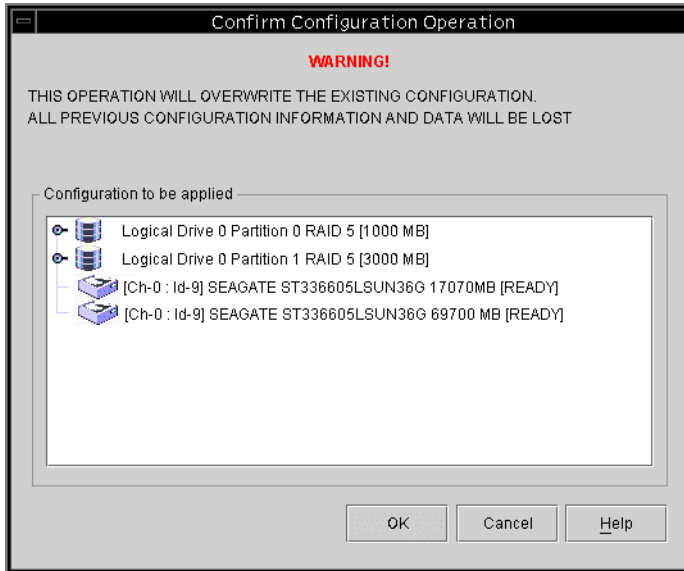 Confirm Configuration Operation
WARNING!
THIS OPERATION WILL OVERWRITE THE EXISTING CONFIGURATION.
ALL PREVIOUS CONFIGURATION INFORMATION AND DATA WILL BE LOST
Configuration to be applied
Logical Drive 0 Partition 0 RAID 5 [1000 MB]
Logical Drive 0 Partition 1 RAID 5 [3000 MB]
[Ch-0 : Id-9] SEAGATE ST336605LSUN36G 17070MB [READY]
[Ch-0 : Id-9] SEAGATE ST336605LSUN36G 69700 MB [READY]
OK Cancel Help